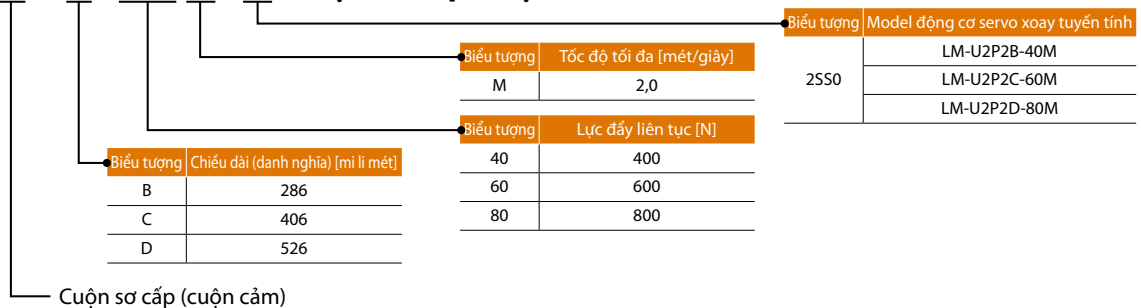 Biểu tượng Model động cơ servo xoay tuyến tính
2SS0 LM-U2P2B-40M
LM-U2P2C-60M
LM-U2P2D-80M
Biểu tượng Tốc độ tối đa [mét/giây]
M 2,0
Biểu tượng Lực đẩy liên tục [N]
40 400
60 600
80 800
Biểu tượng Chiều dài (danh nghĩa) [mi li mét]
B 286
C 406
D 526
Cuộn sơ cấp (cuộn cảm)